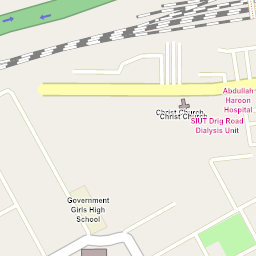 Abdullah
Haroon
Hospital
Christ Church
Christ Church
SIUT Drig Road
Dialysis Unit
Government
Girls High
School